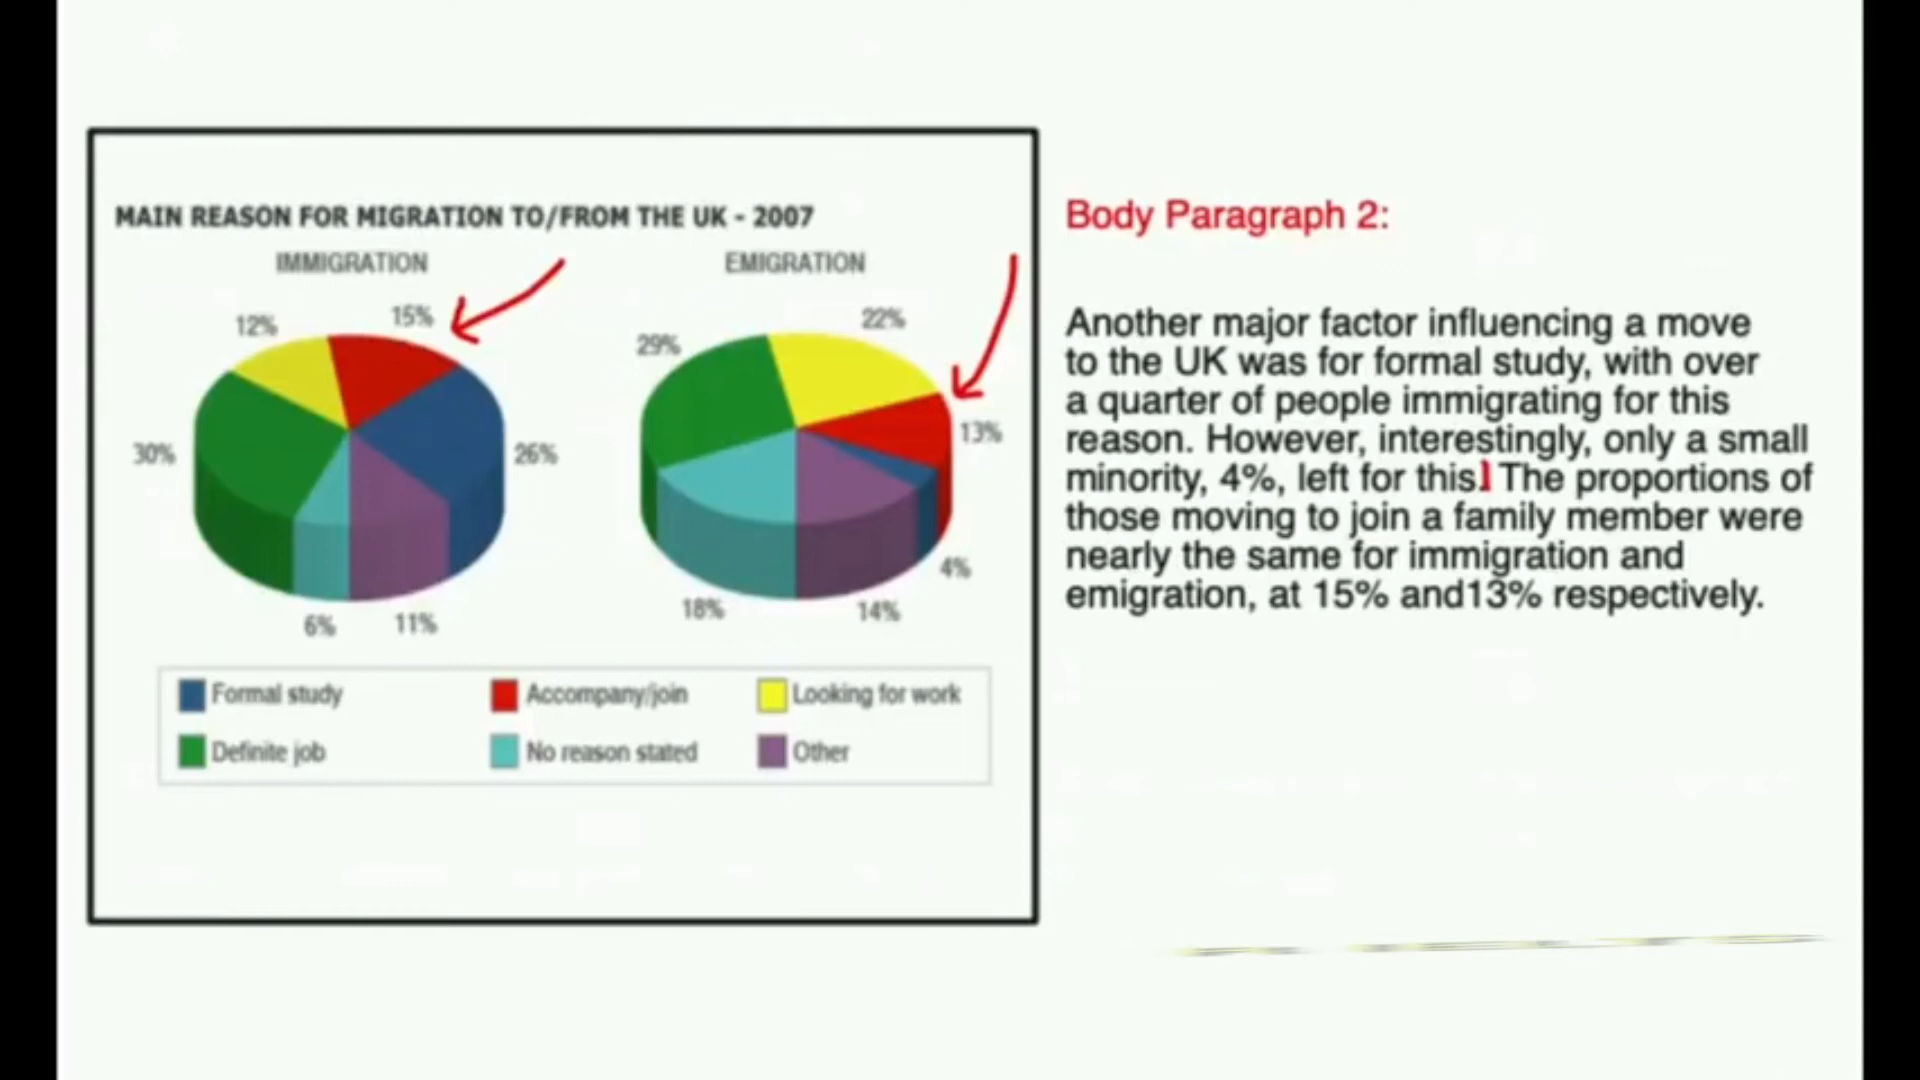 MAIN REASON FOR MIGRATION TO/FROM THE UK - 2007
IMMIGRATION
EMIGRATION
12%
15%
30%
26%
6%
11%
29%
22%
13%
4%
18%
14%
Formal study
Accompany/join
Looking for work
Definite job
No reason stated
Other
Body Paragraph 2:
Another major factor influencing a move
to the UK was for formal study, with over
a quarter of people immigrating for this
reason. However, interestingly, only a small
minority, 4%, left for this. The proportions of
those moving to join a family member were
nearly the same for immigration and
emigration, at 15% and13% respectively.